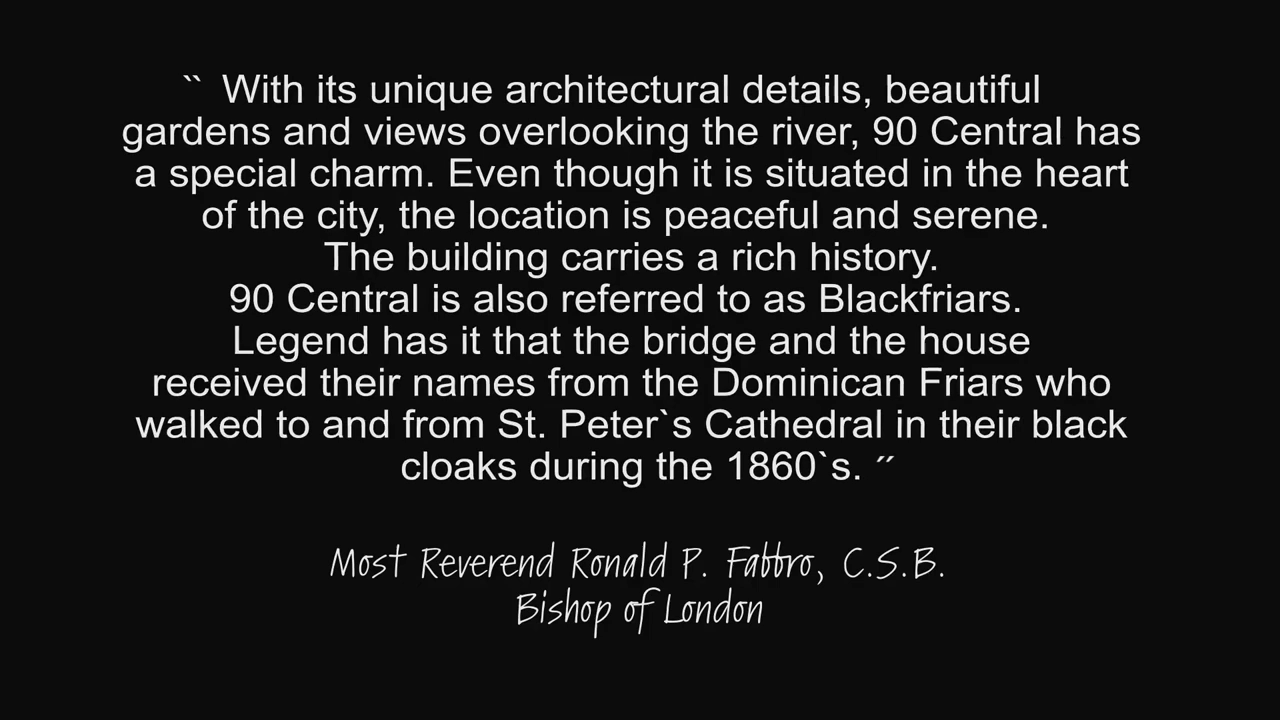 `` With its unique architectural details, beautiful
gardens and views overlooking the river, 90 Central has
a special charm. Even though it is situated in the heart
of the city, the location is peaceful and serene.
The building carries a rich history.
90 Central is also referred to as Blackfriars.
Legend has it that the bridge and the house
received their names from the Dominican Friars who
walked to and from St. Peter`s Cathedral in their black
cloaks during the 1860`s. ˝
Most Reverend Ronald P. Fabbro, C.S.B.
Bishop of London